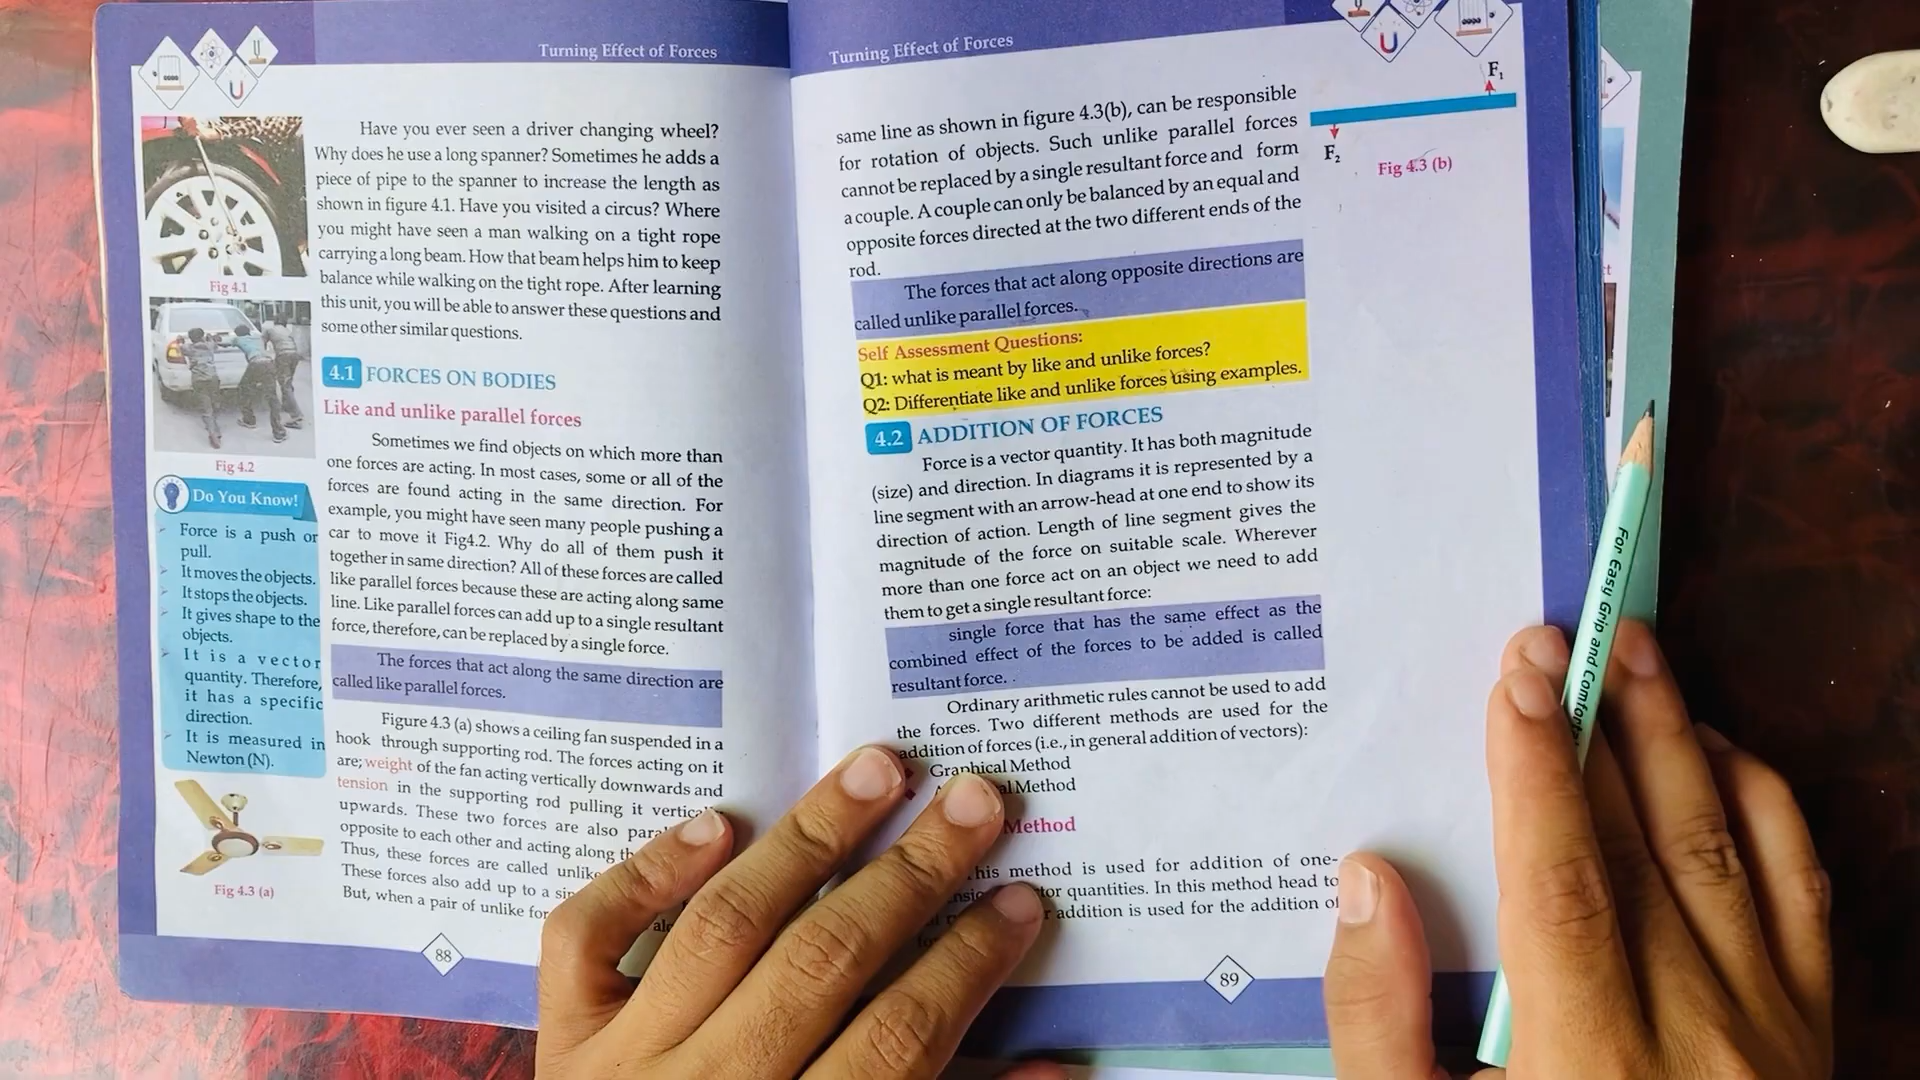 Turning Effect of Forces
Have you ever seen a driver changing wheel?
Why does he use a long spanner? Sometimes he adds a
piece of pipe to the spanner to increase the length as
shown in figure 4.1. Have you visited a circus? Where
you might have seen a man walking on a tight rope
carrying a long beam. How that beam helps him to keep
balance while walking on the tight rope. After learning
this unit, you will be able to answer these questions and
some other similar questions.
Fig 4.1
Fig 4.2
4.1 FORCES ON BODIES
Like and unlike parallel forces
Sometimes we find objects on which more than
one forces are acting. In most cases, some or all of the
forces are found acting in the same direction. For
example, you might have seen many people pushing a
car to move it Fig4.2. Why do all of them push it
together in same direction? All of these forces are called
like parallel forces because these are acting along same
line. Like parallel forces can add up to a single resultant
force, therefore, can be replaced by a single force.
The forces that act along the same direction are
called like parallel forces.
Figure 4.3 (a) shows a ceiling fan suspended in a
hook through supporting rod. The forces acting on it
are; weight of the fan acting vertically downwards and
tension in the supporting rod pulling it
upwards. These two forces are also
opposite to each other and acting along
Thus, these forces are called
These forces also add up to a
But, when a pair of unlike
Do You Know!
Force is a push or
pull.
It moves the objects.
It stops the objects.
It gives shape to the
objects.
It is a vector
quantity. Therefore,
it has a specific
direction.
It is measured in
Newton (N).
Fig 4.3 (a)
88
Turning Effect of Forces
same line as shown in figure 4.3(b), can be responsible
for rotation of objects. Such unlike parallel forces
cannot be replaced by a single resultant force and form
a couple. A couple can only be balanced by an equal and
opposite forces directed at the two different ends of the
rod.
F₁
F₂
Fig 4.3 (b)
The forces that act along opposite directions are
called unlike parallel forces.
Self Assessment Questions:
Q1: what is meant by like and unlike forces?
Q2: Differentiate like and unlike forces using examples.
4.2 ADDITION OF FORCES
Force is a vector quantity. It has both magnitude
(size) and direction. In diagrams it is represented by a
line segment with an arrow-head at one end to show its
direction of action. Length of line segment gives the
magnitude of the force on suitable scale. Wherever
more than one force act on an object we need to add
them to get a single resultant force:
single force that has the same effect as the
combined effect of the forces to be added is called
resultant force.
Ordinary arithmetic rules cannot be used to add
the forces. Two different methods are used for the
addition of forces (i.e., in general addition of vectors):
Graphical Method
Method
Method
This method is used for addition of one-
quantities. In this method head to
addition is used for the addition of
89
For Easy Grip and